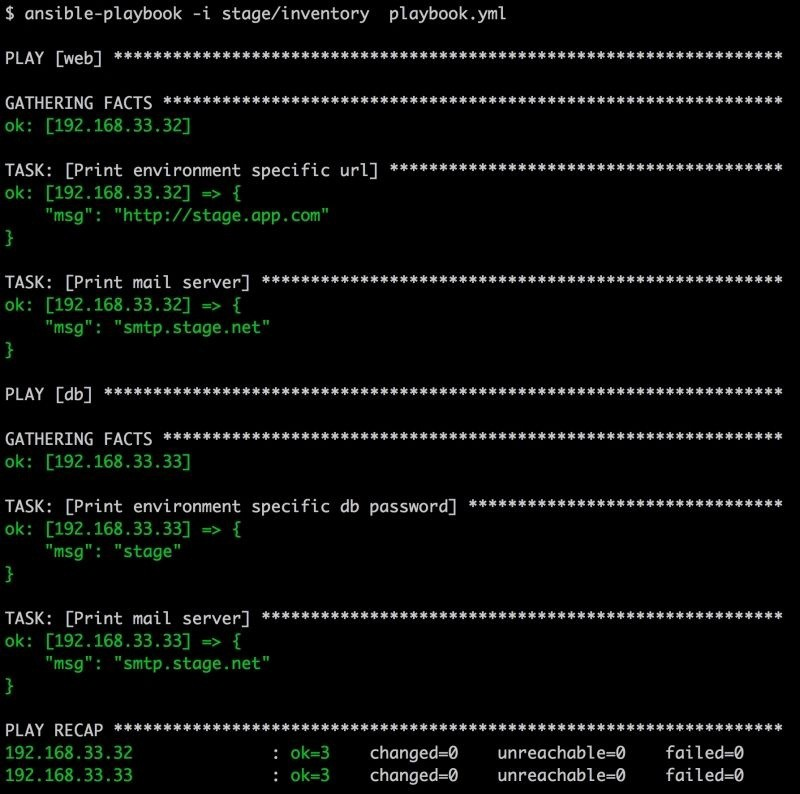 $ ansible-playbook -i stage/inventory  playbook.yml
PLAY [web] ********************************************************************
GATHERING FACTS ***************************************************************
ok: [192.168.33.32]
TASK: [Print environment specific url] ****************************************
ok: [192.168.33.32] => {
    "msg": "http://stage.app.com"
}
TASK: [Print mail server] *****************************************************
ok: [192.168.33.32] => {
    "msg": "smtp.stage.net"
}
PLAY [db] *********************************************************************
GATHERING FACTS ***************************************************************
ok: [192.168.33.33]
TASK: [Print environment specific db password] ********************************
ok: [192.168.33.33] => {
    "msg": "stage"
}
TASK: [Print mail server] *****************************************************
ok: [192.168.33.33] => {
    "msg": "smtp.stage.net"
}
PLAY RECAP ********************************************************************
192.168.33.32              : ok=3    changed=0    unreachable=0    failed=0
192.168.33.33              : ok=3    changed=0    unreachable=0    failed=0